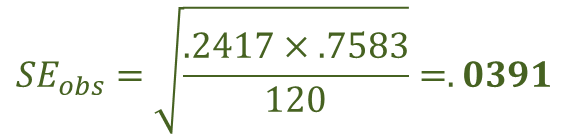 SE_obs = √(.2417 × .7583 / 120) = .0391